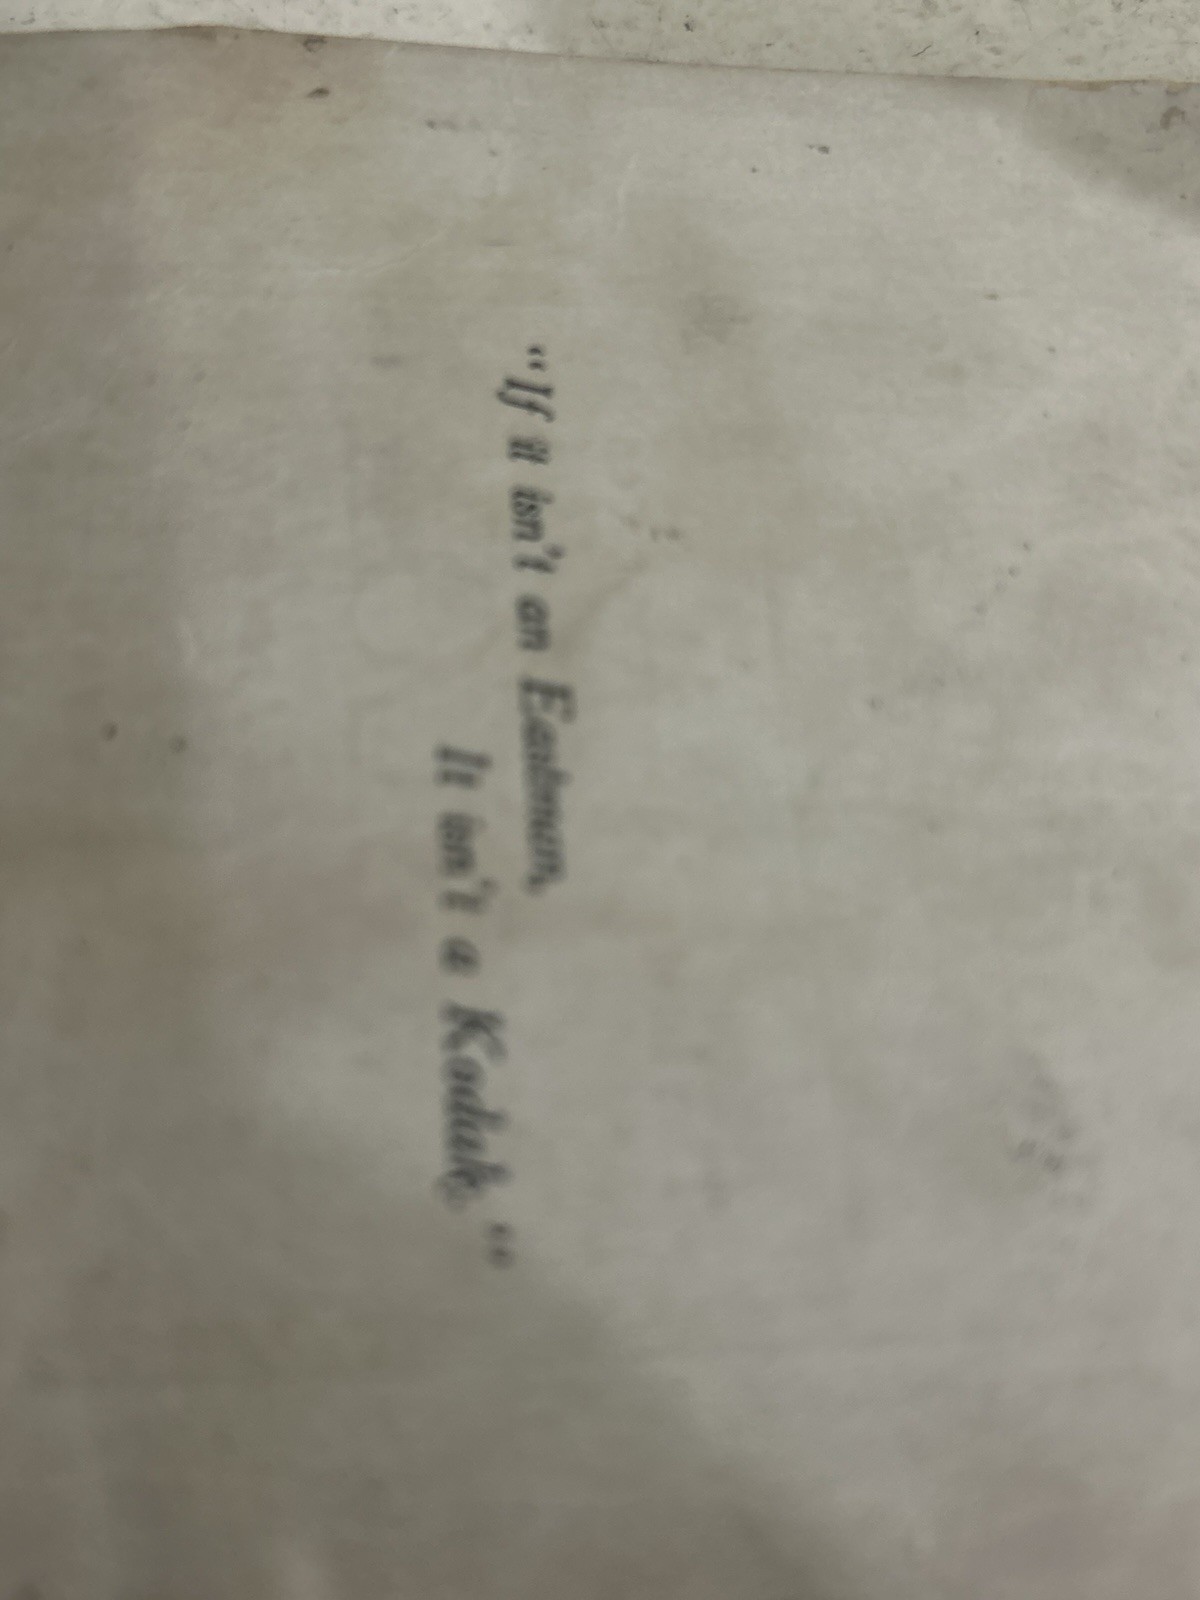 “If it isn't an Eastman,
It isn't a Kodak.“